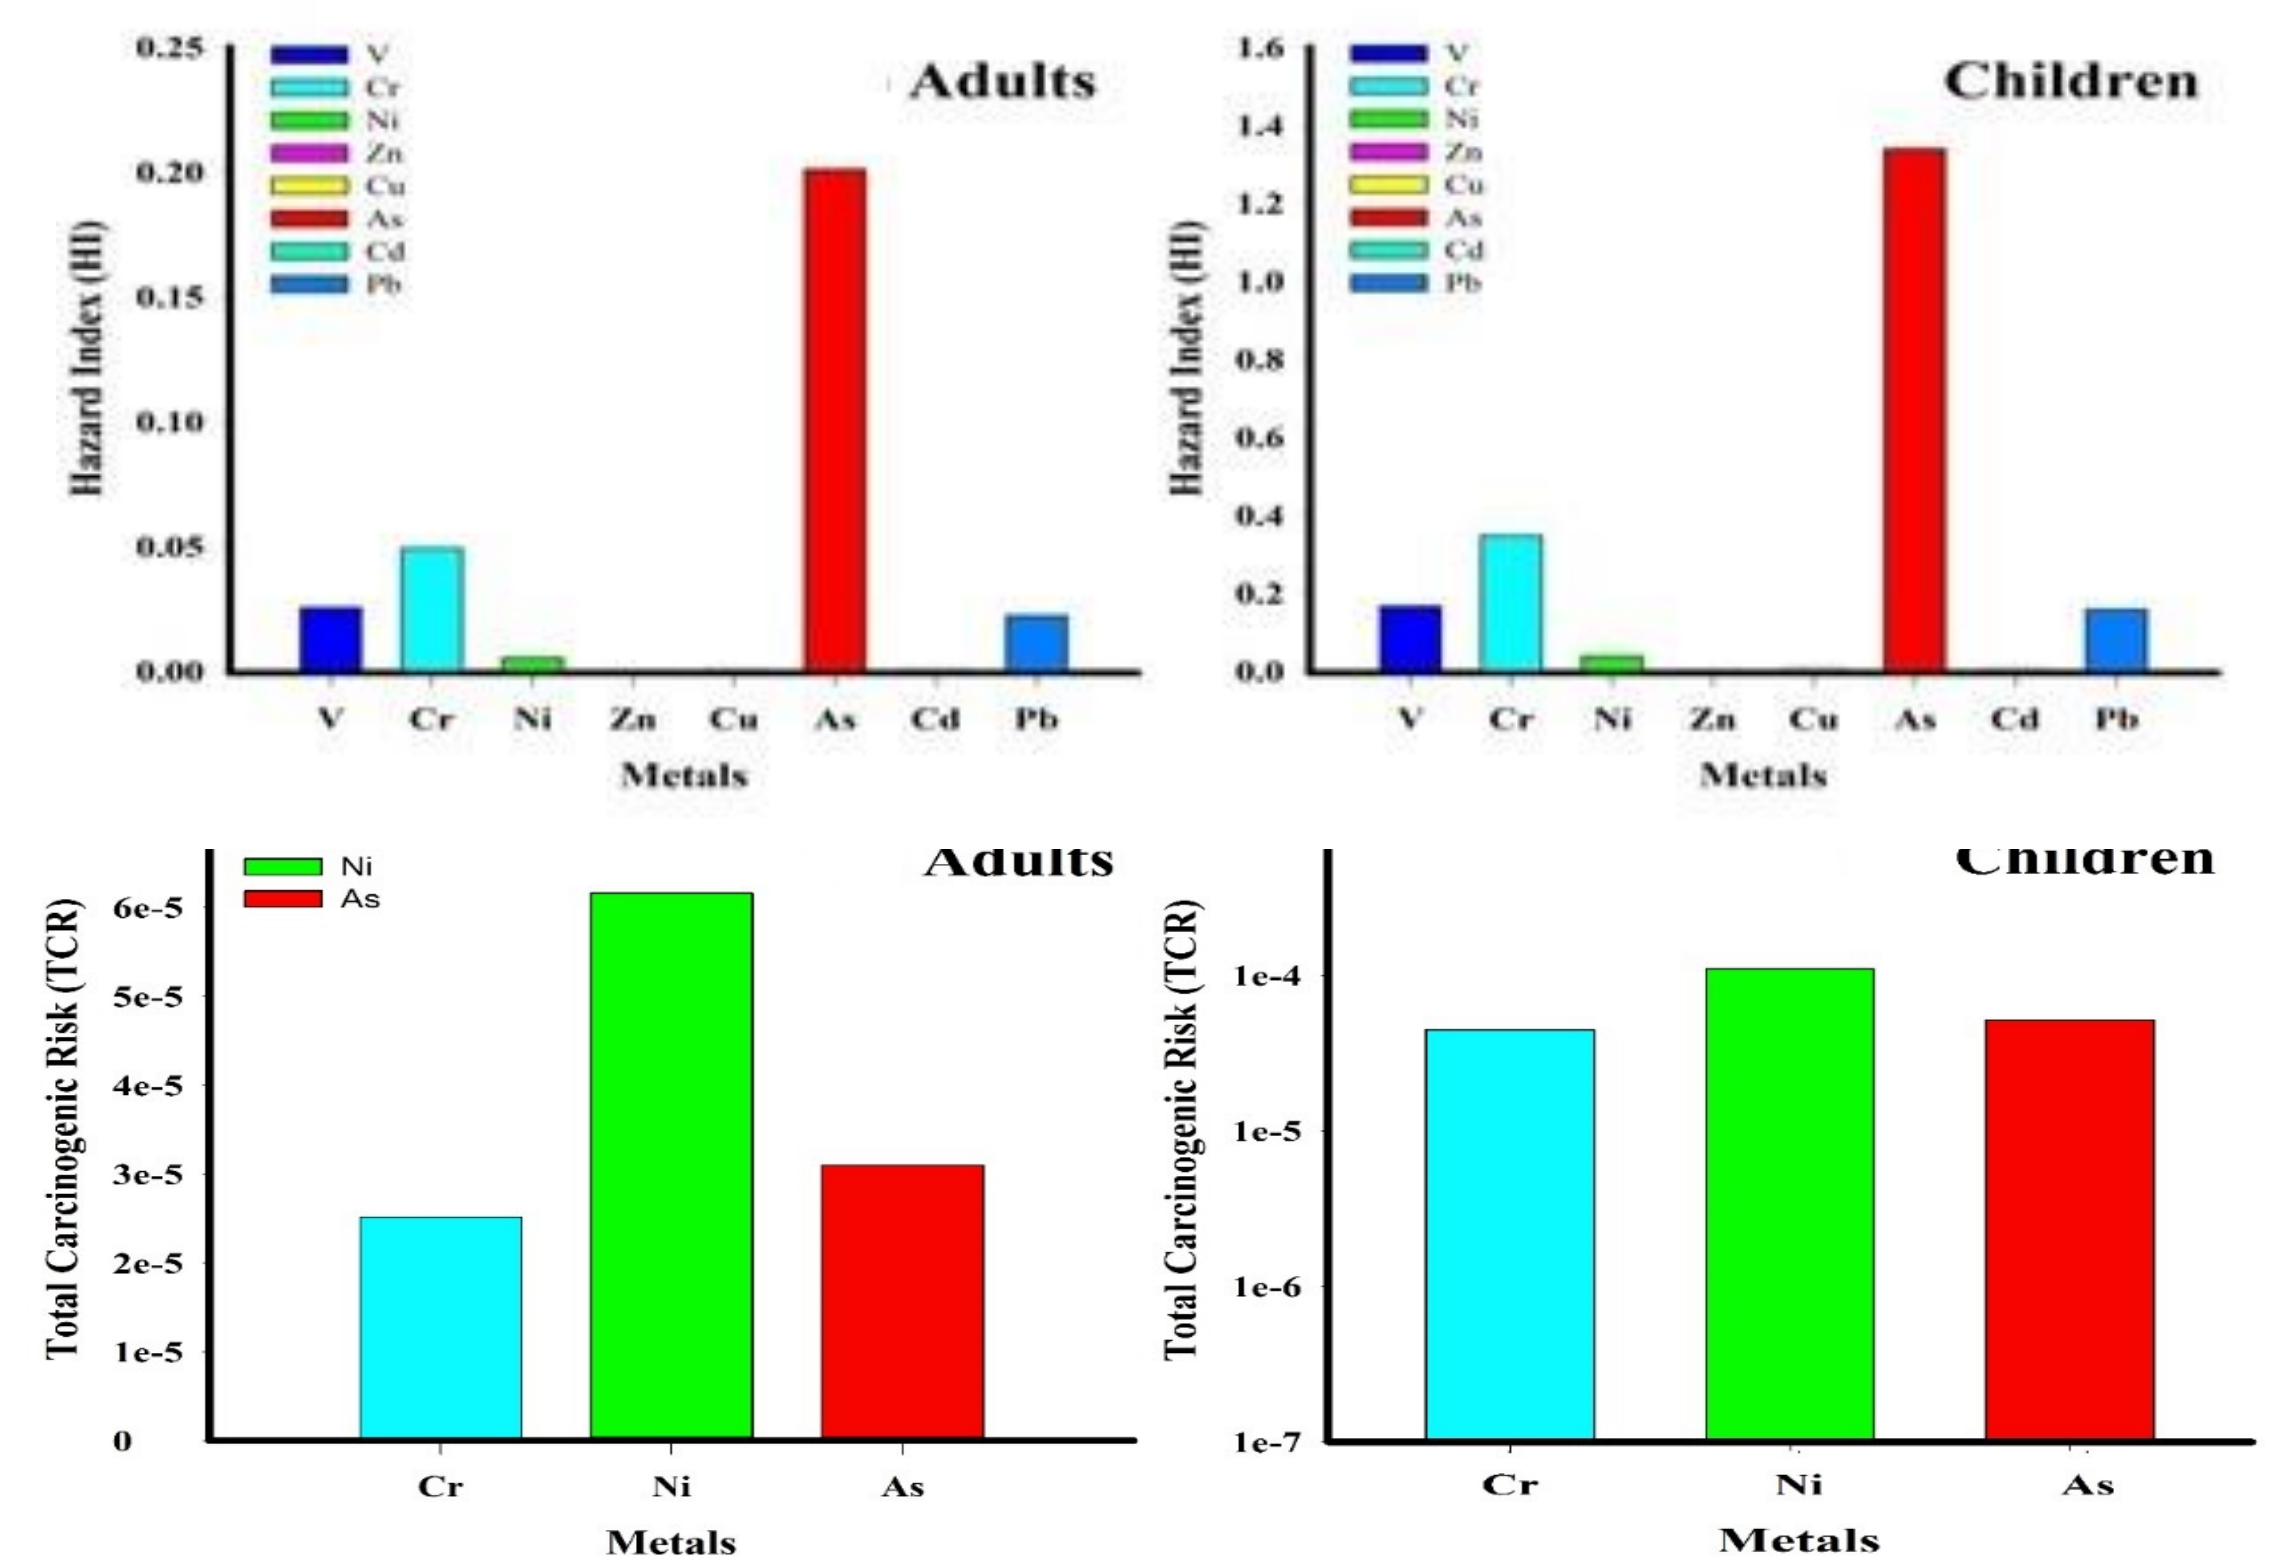 Adults
Hazard Index (HI)
0.25
0.20
0.15
0.10
0.05
0.00
V
Cr
Ni
Zn
Cu
As
Cd
Pb
V Cr Ni Zn Cu As Cd Pb
Metals
Children
Hazard Index (HI)
1.6
1.4
1.2
1.0
0.8
0.6
0.4
0.2
0.0
V
Cr
Ni
Zn
Cu
As
Cd
Pb
V Cr Ni Zn Cu As Cd Pb
Metals
Adults
Total Carcinogenic Risk (TCR)
Ni
As
6e-5
5e-5
4e-5
3e-5
2e-5
1e-5
0
Cr Ni As
Metals
Children
Total Carcinogenic Risk (TCR)
1e-4
1e-5
1e-6
1e-7
Cr Ni As
Metals